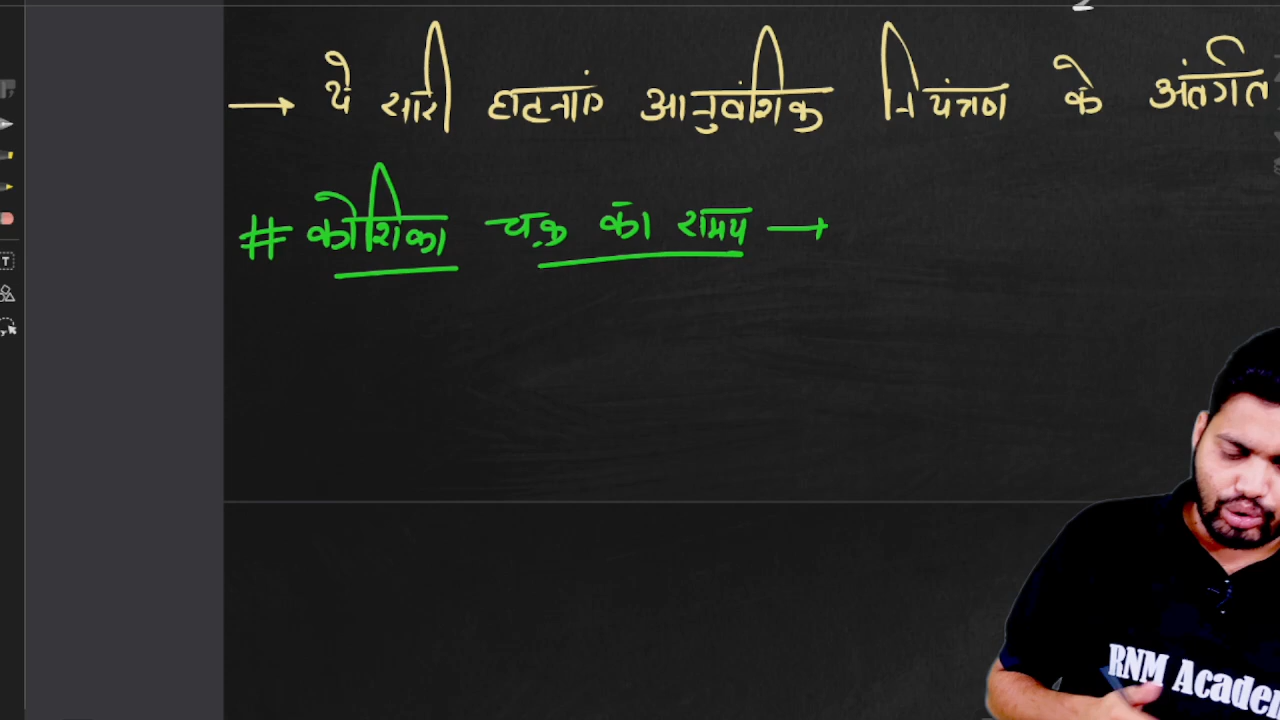 → ये सारी घटनाएं आनुवंशिक नियंत्रण के अंतर्गत
# कोशिका चक्र का समय →
RNM Academ